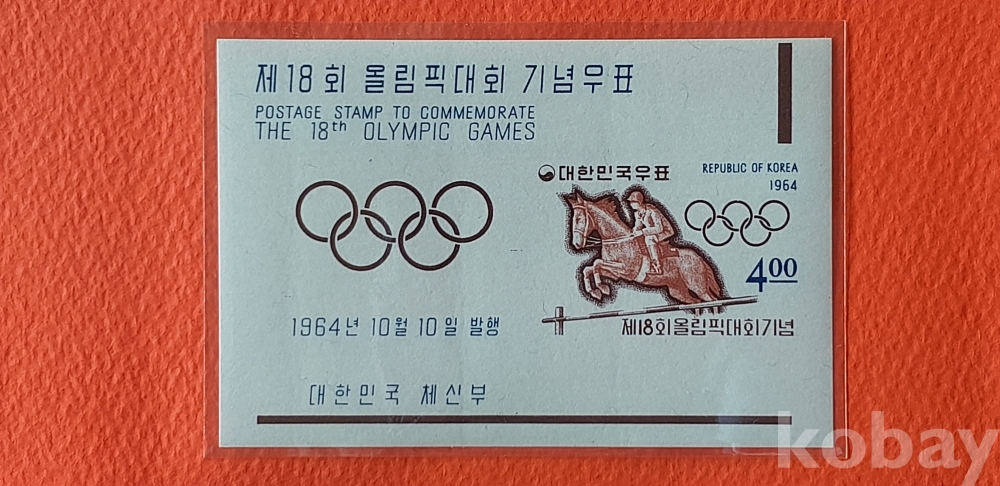 제18회 올림픽대회 기념우표
POSTAGE STAMP TO COMMEMORATE
THE 18th OLYMPIC GAMES
대한민국우표
REPUBLIC OF KOREA
1964
4.00
제18회올림픽대회기념
1964년 10월 10일 발행
대한민국 체신부
kobay